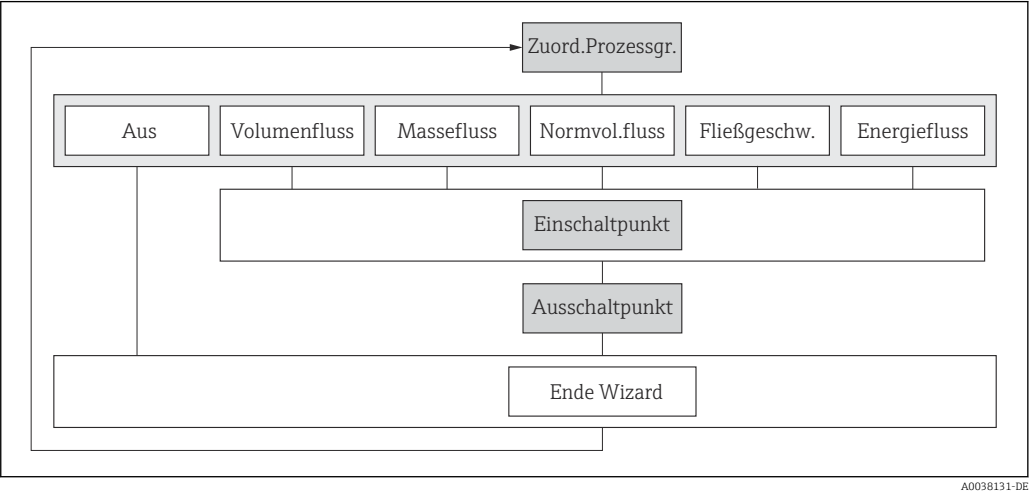 Zuord.Prozessgr.
Aus
Volumenfluss
Massefluss
Normvol.fluss
Fließgeschw.
Energiefluss
Einschaltpunkt
Ausschaltpunkt
Ende Wizard
A0038131-DE